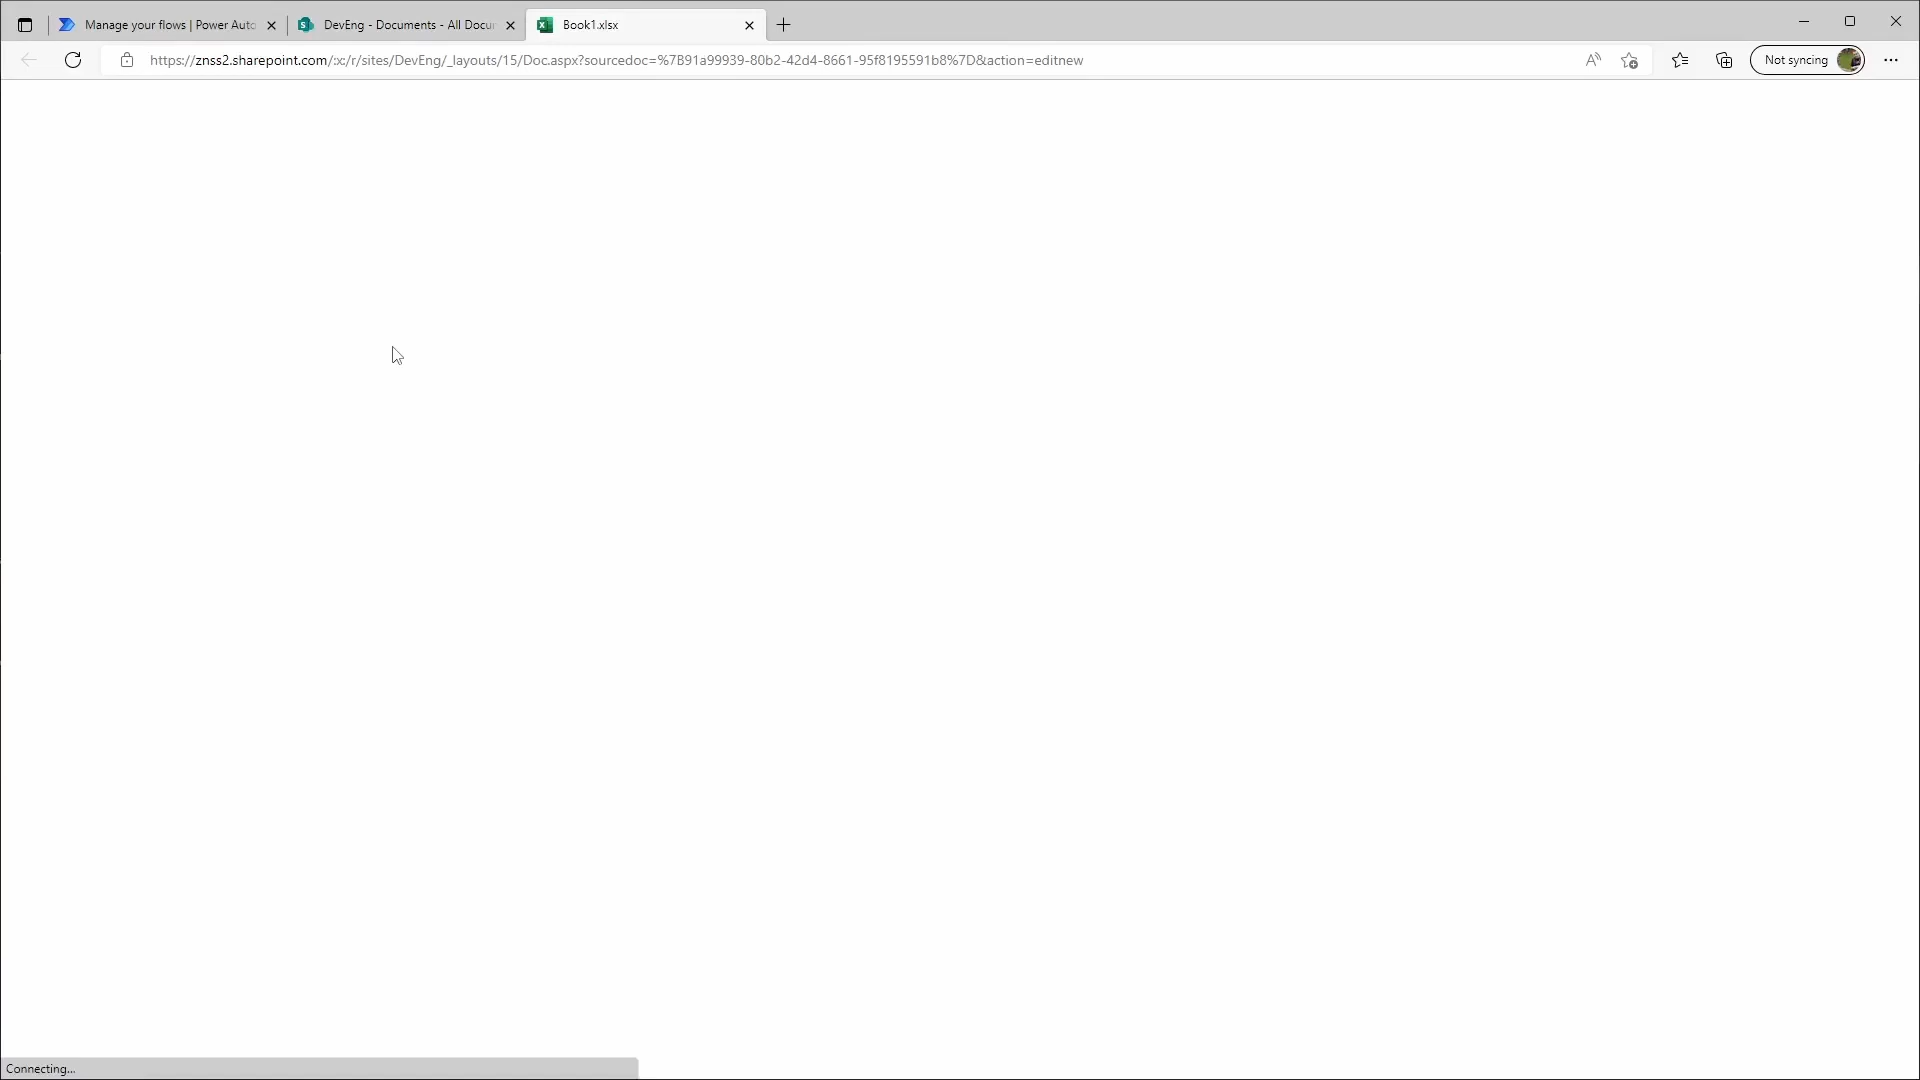 Manage your flows | Power Auto
DevEng - Documents - All Docu
Book1.xlsx
https://znss2.sharepoint.com/:x:/r/sites/DevEng/_layouts/15/Doc.aspx?sourcedoc=%7B91a99939-80b2-42d4-8661-95f8195591b8%7D&action=editnew
Not syncing
Connecting...